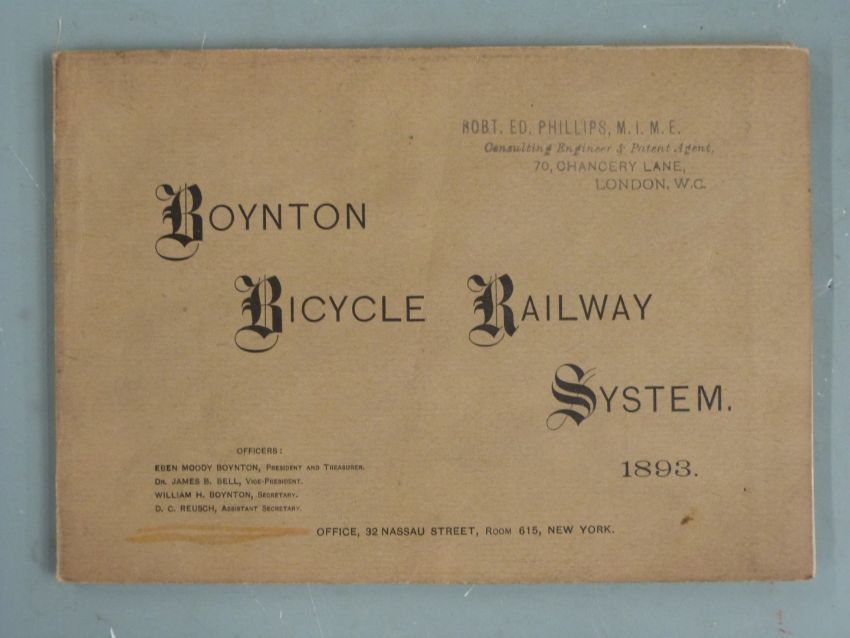 ROBT. ED. PHILLIPS, M. I. M. E.
Consulting Engineer & Patent Agent,
70, CHANCERY LANE,
LONDON, W.C.
BOYNTON
BICYCLE RAILWAY
SYSTEM.
1893.
OFFICERS:
EBEN MOODY BOYNTON, PRESIDENT AND TREASURER.
DR. JAMES B. BELL, VICE-PRESIDENT.
WILLIAM H. BOYNTON, SECRETARY.
D. C. REUSCH, ASSISTANT SECRETARY.
OFFICE, 32 NASSAU STREET, ROOM 615, NEW YORK.